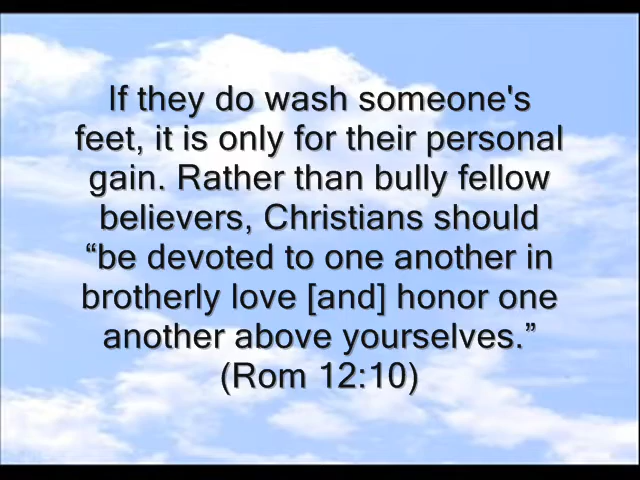 If they do wash someone's
feet, it is only for their personal
gain. Rather than bully fellow
believers, Christians should
“be devoted to one another in
brotherly love [and] honor one
another above yourselves.”
(Rom 12:10)